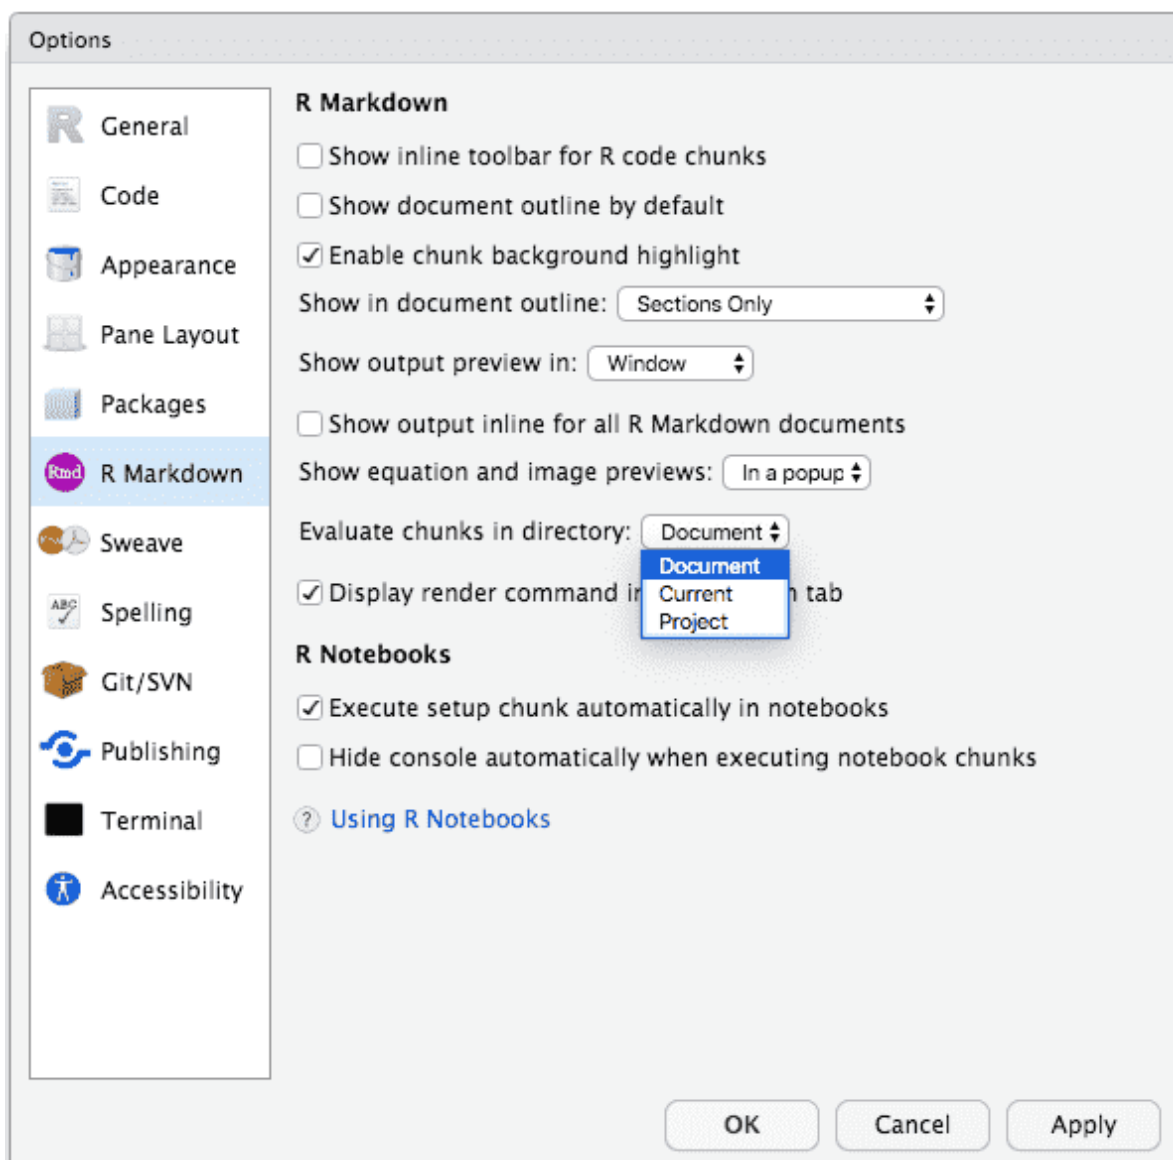 Options
General
Code
Appearance
Pane Layout
Packages
Rmd R Markdown
Sweave
ABC Spelling
Git/SVN
Publishing
Terminal
Accessibility
R Markdown
Show inline toolbar for R code chunks
Show document outline by default
Enable chunk background highlight
Show in document outline: Sections Only
Show output preview in: Window
Show output inline for all R Markdown documents
Show equation and image previews: In a popup
Evaluate chunks in directory: Document
Document
Current
Project
Display render command tab
R Notebooks
Execute setup chunk automatically in notebooks
Hide console automatically when executing notebook chunks
? Using R Notebooks
OK Cancel Apply